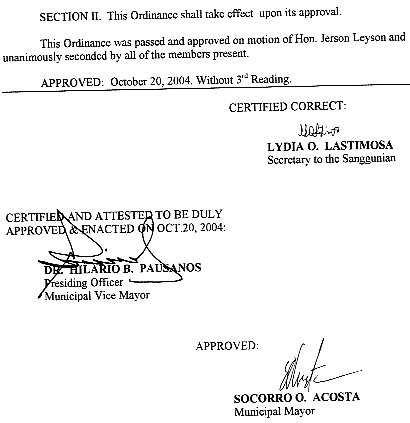 SECTION II. This Ordinance shall take effect upon its approval.
This Ordinance was passed and approved on motion of Hon. Jerson Leyson and
unanimously seconded by all of the members present.
APPROVED: October 20, 2004. Without 3rd Reading.
CERTIFIED CORRECT:
LYDIA O. LASTIMOSA
Secretary to the Sanggunian
CERTIFIED AND ATTESTED TO BE DULY
APPROVED & ENACTED ON OCT.20, 2004:
DR. HILARIO B. PAUSANOS
Presiding Officer
Municipal Vice Mayor
APPROVED:
SOCORRO O. ACOSTA
Municipal Mayor